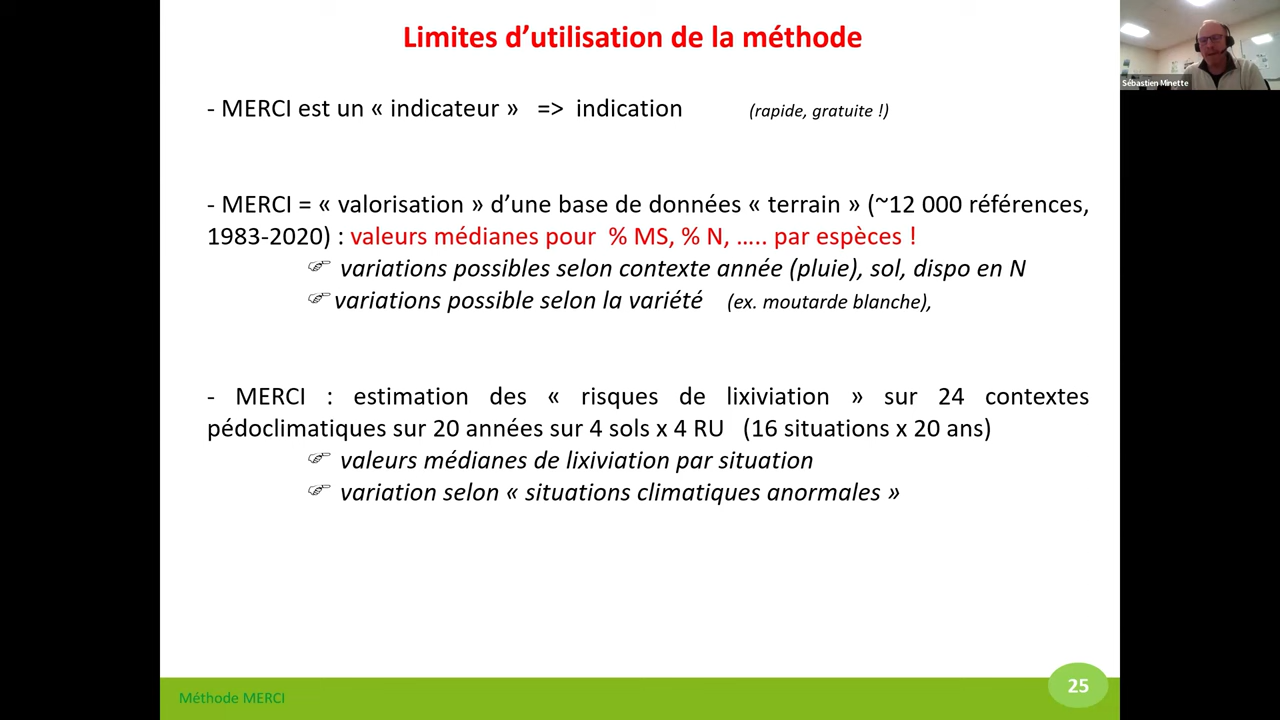 Limites d’utilisation de la méthode
- MERCI est un « indicateur » => indication (rapide, gratuite !)
- MERCI = « valorisation » d’une base de données « terrain » (~12 000 références,
1983-2020) : valeurs médianes pour % MS, % N, ….. par espèces !
☞ variations possibles selon contexte année (pluie), sol, dispo en N
☞ variations possible selon la variété (ex. moutarde blanche),
- MERCI : estimation des « risques de lixiviation » sur 24 contextes
pédoclimatiques sur 20 années sur 4 sols x 4 RU (16 situations x 20 ans)
☞ valeurs médianes de lixiviation par situation
☞ variation selon « situations climatiques anormales »
Méthode MERCI
25
Sébastien Minette